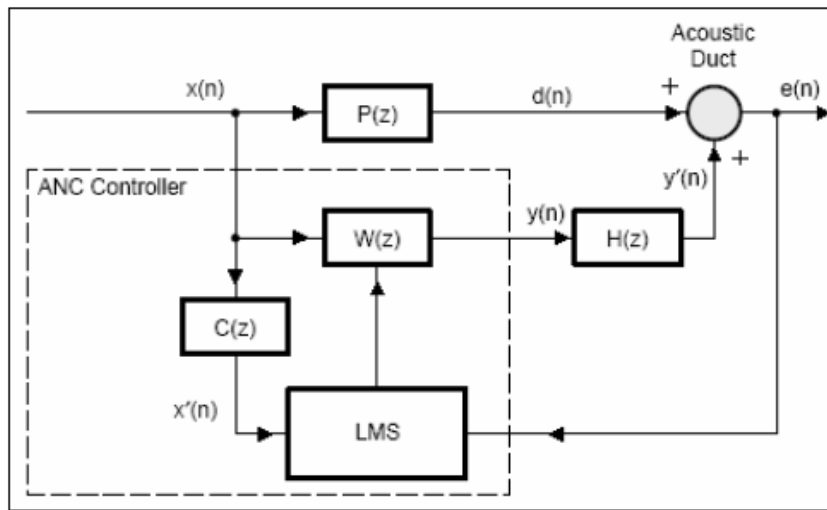 Acoustic
Duct
x(n)
P(z)
d(n)
+
e(n)
+
y′(n)
ANC Controller
W(z)
y(n)
H(z)
C(z)
x′(n)
LMS